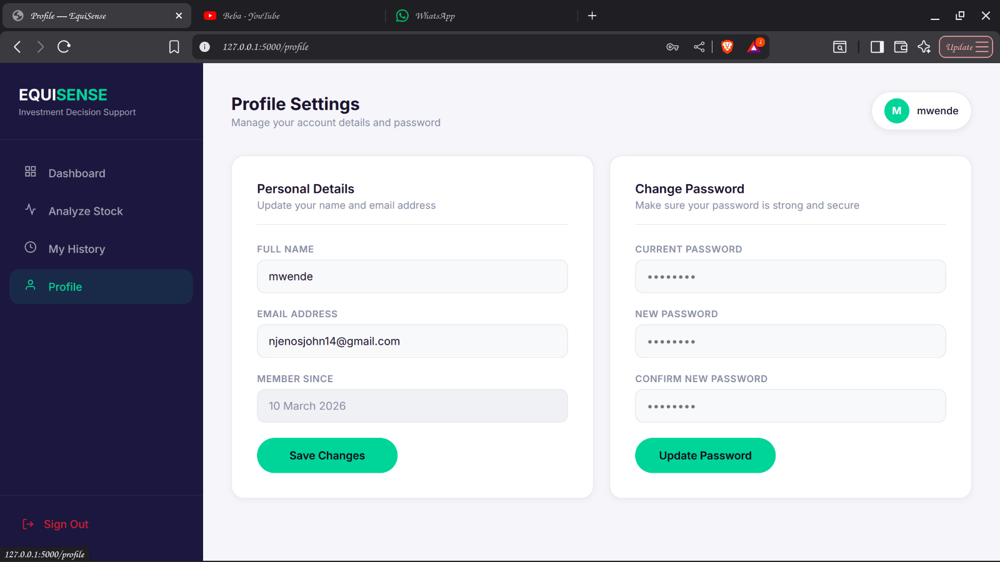 Profile — EquiSense
Beba - YouTube
WhatsApp
127.0.0.1:5000/profile
1
Update
EQUISENSE
Investment Decision Support
Dashboard
Analyze Stock
My History
Profile
Sign Out
127.0.0.1:5000/profile
Profile Settings
Manage your account details and password
M
mwende
Personal Details
Update your name and email address
FULL NAME
mwende
EMAIL ADDRESS
njenosjohn14@gmail.com
MEMBER SINCE
10 March 2026
Save Changes
Change Password
Make sure your password is strong and secure
CURRENT PASSWORD
••••••••
NEW PASSWORD
••••••••
CONFIRM NEW PASSWORD
••••••••
Update Password